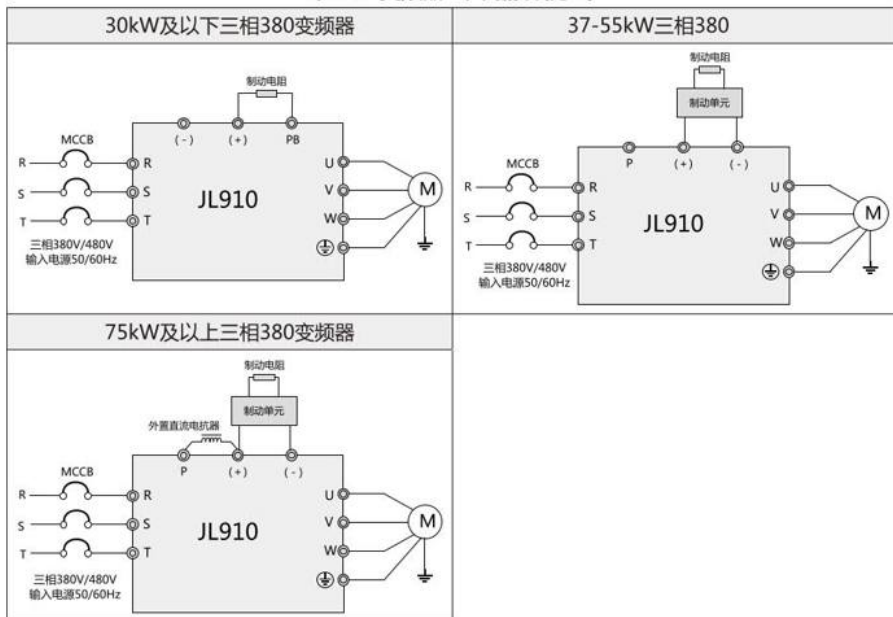 30kW及以下三相380变频器
制动电阻
(-)
(+)
PB
MCCB
R
R
U
S
S
V
M
JL910
T
T
W
三相380V/480V
输入电源50/60Hz
37-55kW三相380
制动电阻
制动单元
P
(+)
(-)
MCCB
R
R
U
S
S
V
M
JL910
T
T
W
三相380V/480V
输入电源50/60Hz
75kW及以上三相380变频器
制动电阻
制动单元
外置直流电抗器
P
(+)
(-)
MCCB
R
R
U
S
S
V
M
JL910
T
T
W
三相380V/480V
输入电源50/60Hz